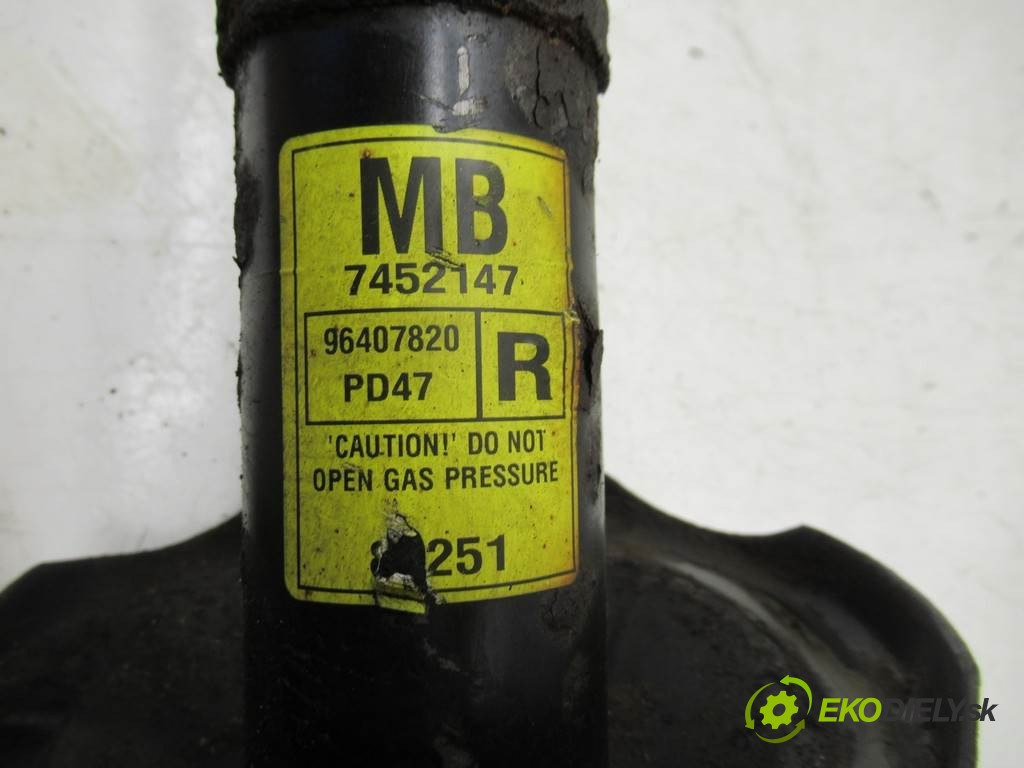 MB
7452147
96407820
PD47
R
'CAUTION!' DO NOT
OPEN GAS PRESSURE
251
EKOBIELY.sk